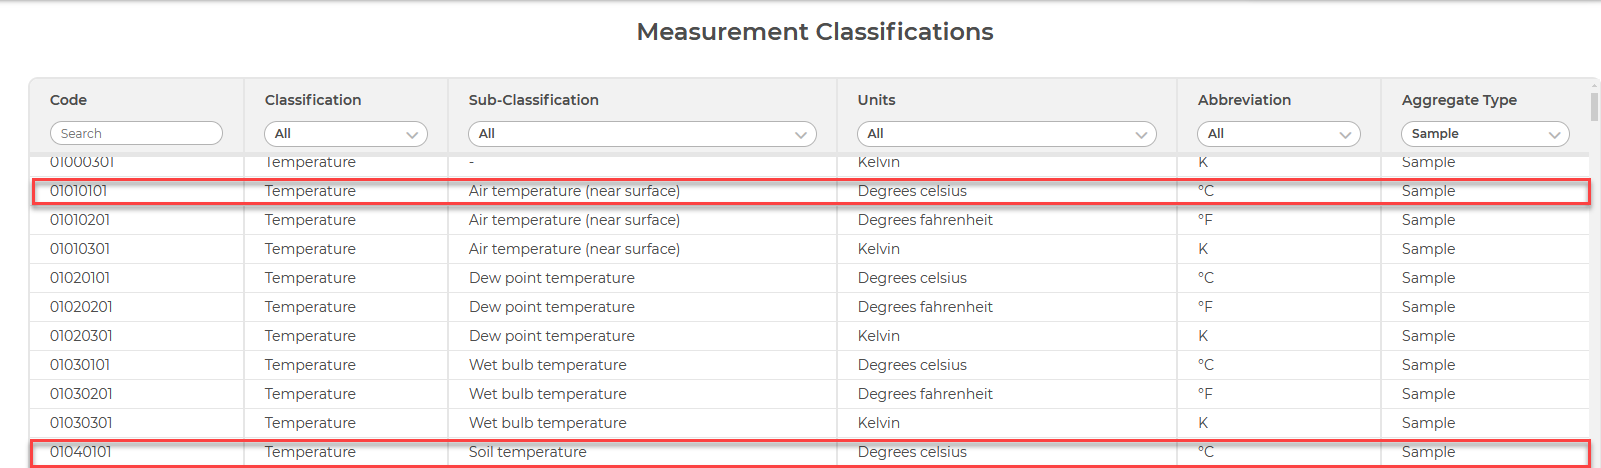 Measurement Classifications
Code Classification Sub-Classification Units Abbreviation Aggregate Type
Search All All All All Sample
01000301 Temperature - Kelvin K Sample
01010101 Temperature Air temperature (near surface) Degrees celsius °C Sample
01010201 Temperature Air temperature (near surface) Degrees fahrenheit °F Sample
01010301 Temperature Air temperature (near surface) Kelvin K Sample
01020101 Temperature Dew point temperature Degrees celsius °C Sample
01020201 Temperature Dew point temperature Degrees fahrenheit °F Sample
01020301 Temperature Dew point temperature Kelvin K Sample
01030101 Temperature Wet bulb temperature Degrees celsius °C Sample
01030201 Temperature Wet bulb temperature Degrees fahrenheit °F Sample
01030301 Temperature Wet bulb temperature Kelvin K Sample
01040101 Temperature Soil temperature Degrees celsius °C Sample